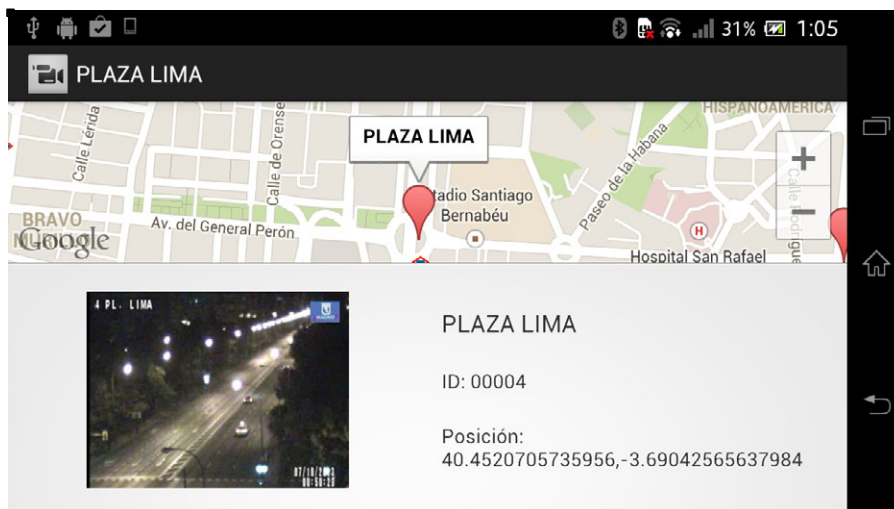 31% 1:05
PLAZA LIMA
HISPANOAMÉRICA
Calle Lérida
Calle de Orense
PLAZA LIMA
Paseo de la Habana
tadio Santiago
Bernabéu
BRAVO
Av. del General Perón
Google
H
Hospital San Rafael
4 PL. LIMA
MADRID
PLAZA LIMA
ID: 00004
Posición:
40.4520705735956,-3.69042565637984